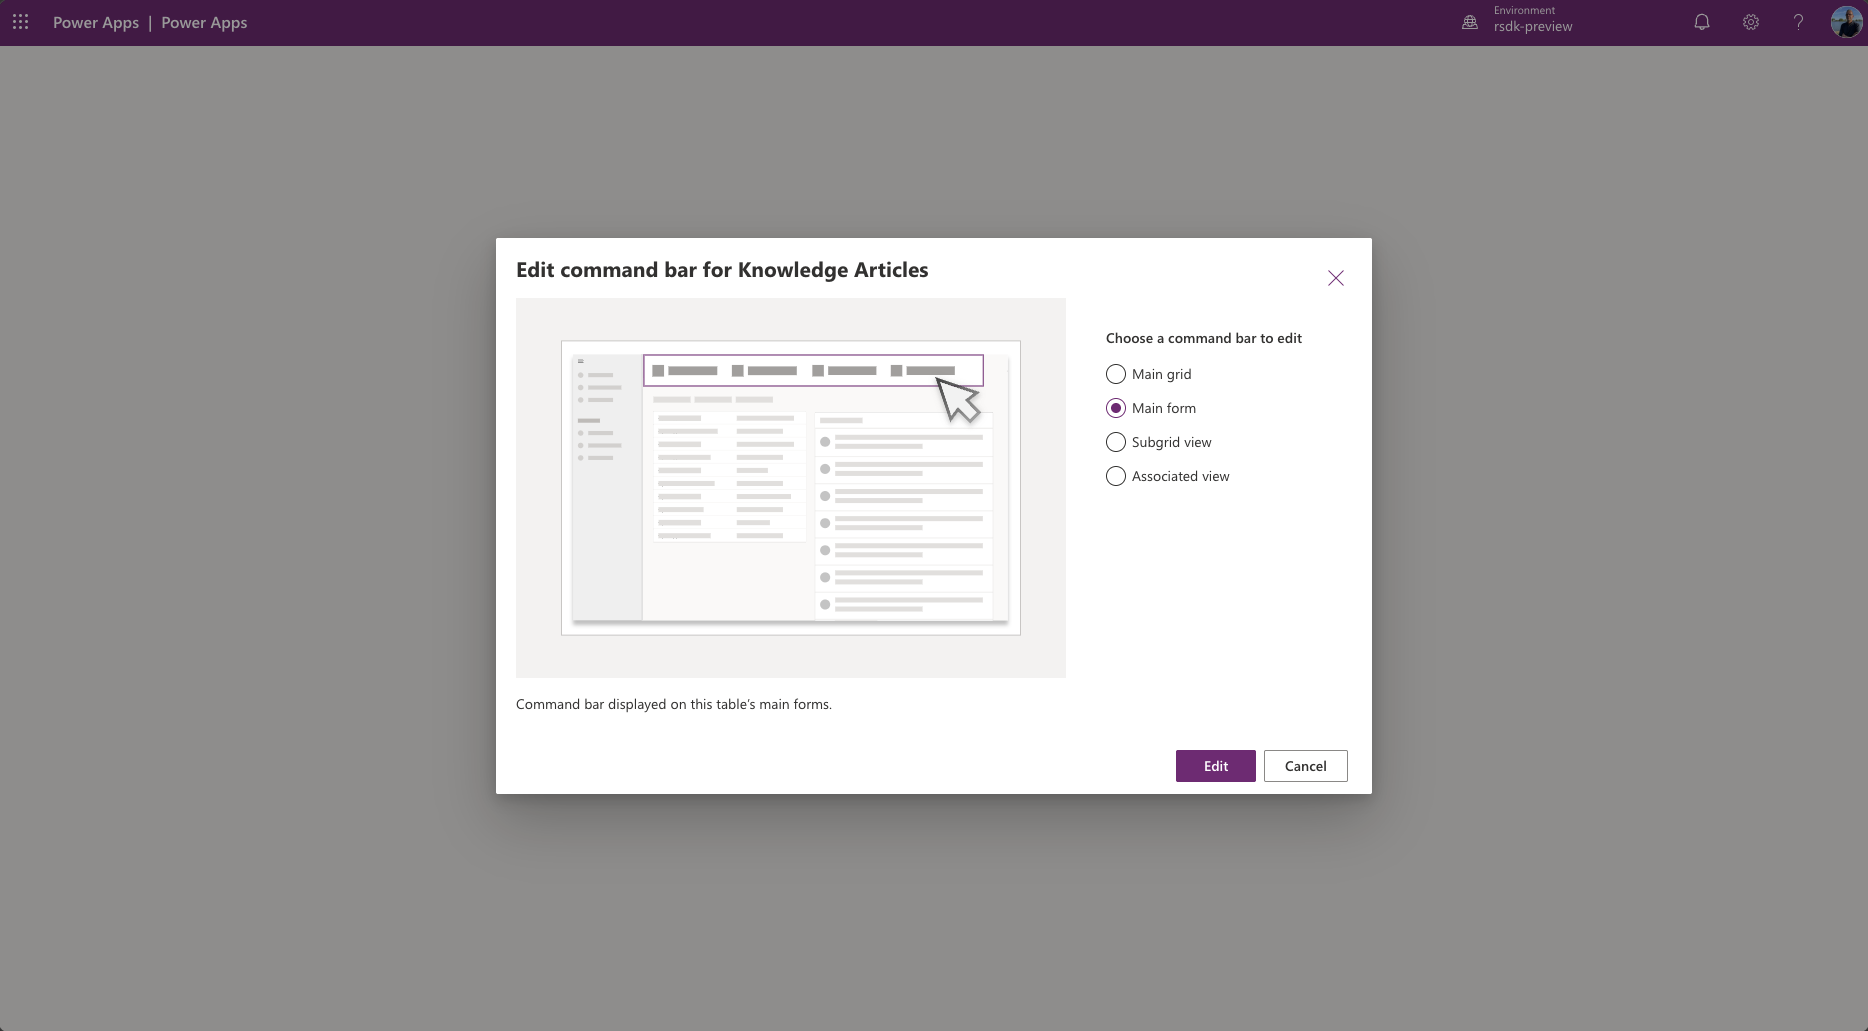 Power Apps | Power Apps
Environment
rsdk-preview
?
Edit command bar for Knowledge Articles
Choose a command bar to edit
Main grid
Main form
Subgrid view
Associated view
Command bar displayed on this table’s main forms.
Edit
Cancel